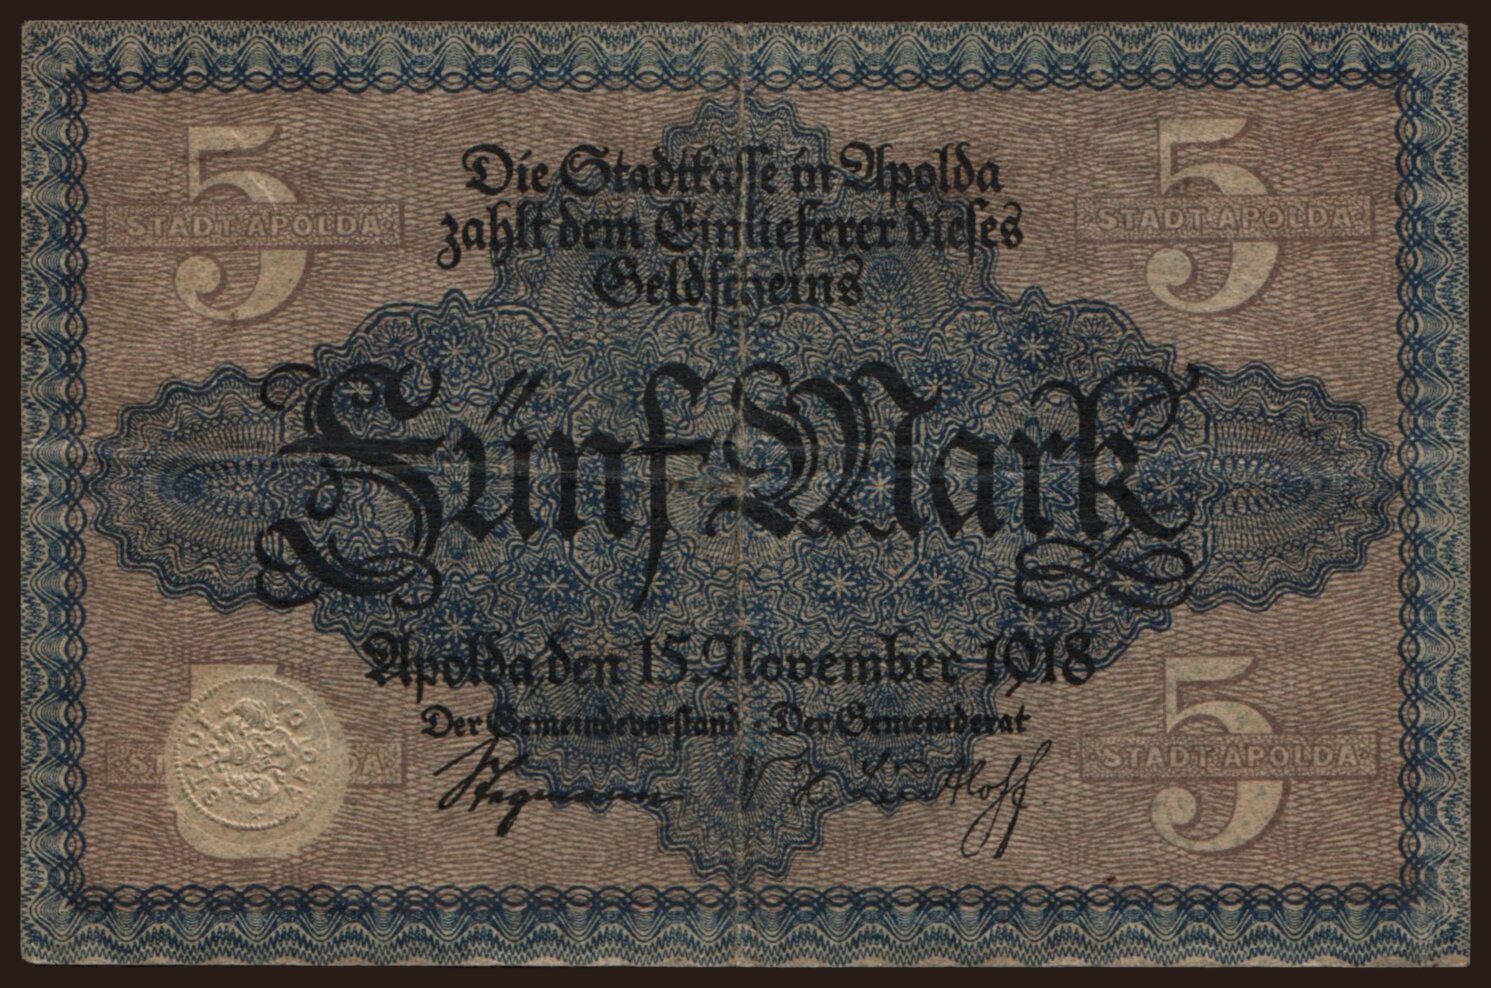 5 5
STADT APOLDA STADT APOLDA
Die Stadtkasse in Apolda
zahlt dem Einlieferer dieses
Geldscheins
Fünf Mark
Apolda, den 15. November 1918
Der Gemeindevorstand Der Gemeinderat
STADT APOLDA
5
STADT APOLDA